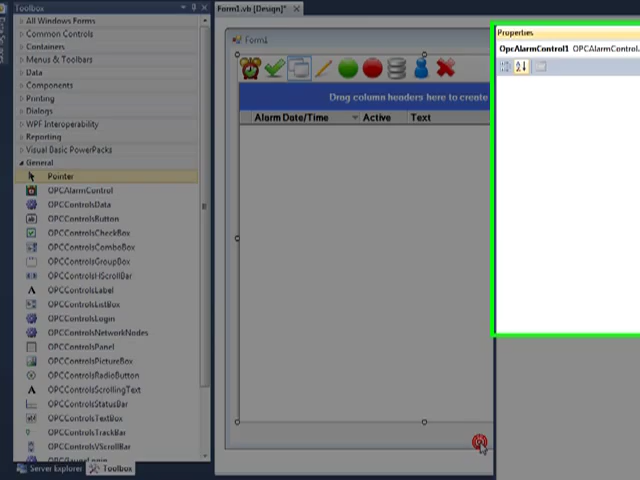 Toolbox
All Windows Forms
Common Controls
Containers
Menus & Toolbars
Data
Components
Printing
Dialogs
WPF Interoperability
Reporting
Visual Basic PowerPacks
General
Pointer
OPCAlarmControl
OPCControlsData
OPCControlsButton
OPCControlsCheckBox
OPCControlsComboBox
OPCControlsGroupBox
OPCControlsHScrollBar
OPCControlsLabel
OPCControlsListBox
OPCControlsLogin
OPCControlsNetworkNodes
OPCControlsPanel
OPCControlsPictureBox
OPCControlsRadioButton
OPCControlsScrollingText
OPCControlsStatusBar
OPCControlsTextBox
OPCControlsTrackBar
OPCControlsVScrollBar
Server Explorer Toolbox
Form1.vb [Design]*
Form1
Drag column headers here to create
Alarm Date/Time Active Text
Properties
OpcAlarmControl1 OPCAlarmControl.